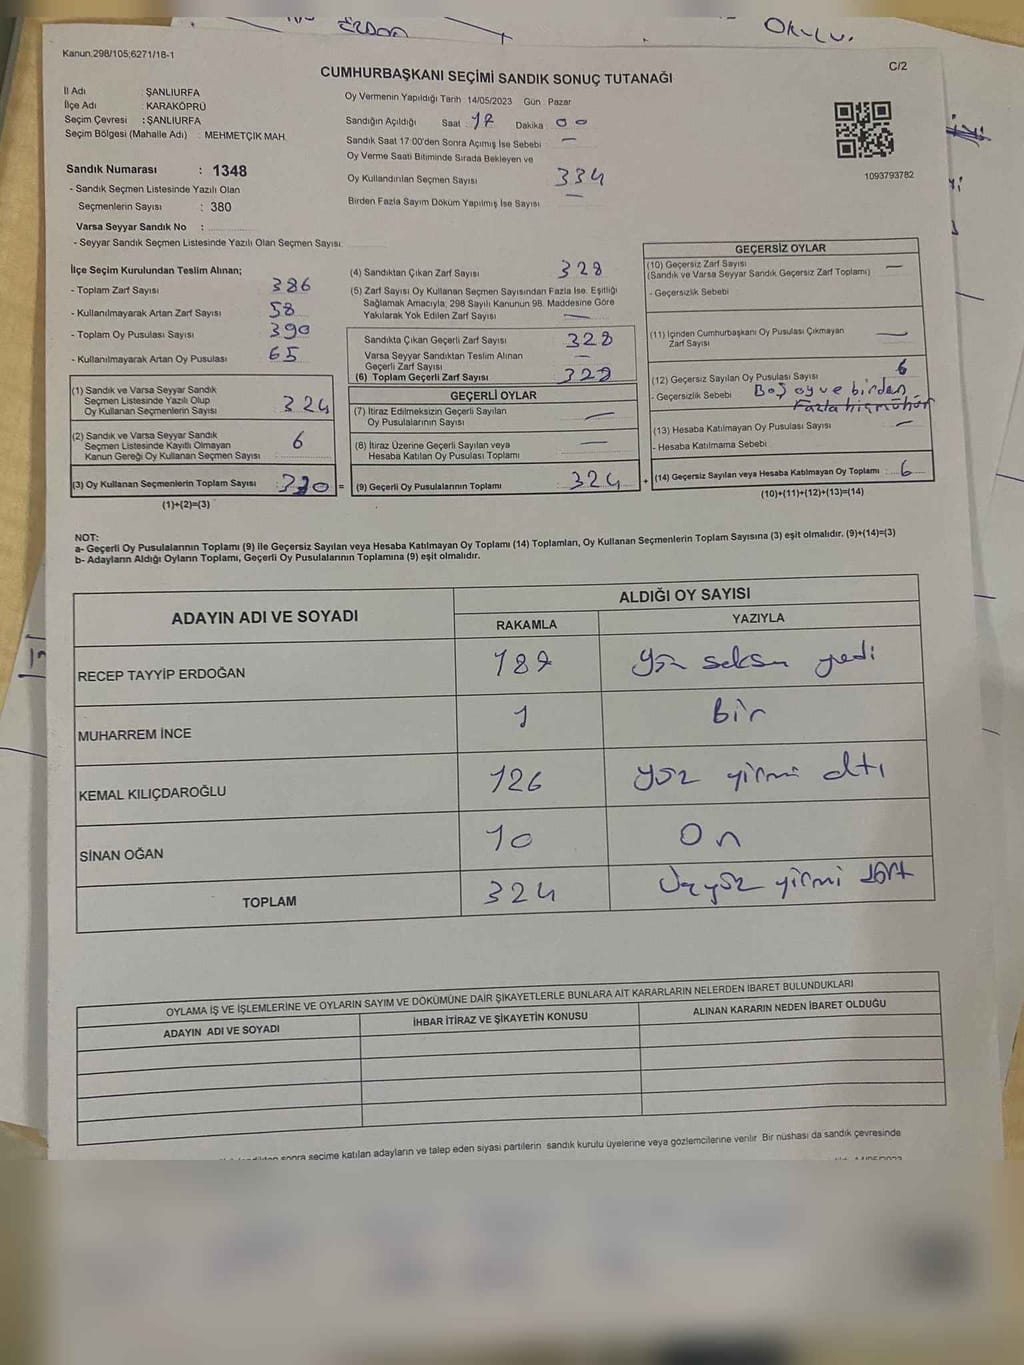 ERDOĞ
OKULU.
Kanun:298/105;6271/18-1
C/2
CUMHURBAŞKANI SEÇİMİ SANDIK SONUÇ TUTANAĞI
İl Adı : ŞANLIURFA
İlçe Adı : KARAKÖPRÜ
Seçim Çevresi : ŞANLIURFA
Seçim Bölgesi (Mahalle Adı) : MEHMETÇİK MAH.
Sandık Numarası : 1348
- Sandık Seçmen Listesinde Yazılı Olan
Seçmenlerin Sayısı : 380
Varsa Seyyar Sandık No :
- Seyyar Sandık Seçmen Listesinde Yazılı Olan Seçmen Sayısı:
Oy Vermenin Yapıldığı Tarih : 14/05/2023 Gün : Pazar
Sandığın Açıldığı Saat : 17 Dakika : 00
Sandık Saat 17:00'den Sonra Açımış İse Sebebi —
Oy Verme Saati Bitiminde Sırada Bekleyen ve
Oy Kullandırılan Seçmen Sayısı 334
Birden Fazla Sayım Döküm Yapılmış İse Sayısı —
1093793782
İlçe Seçim Kurulundan Teslim Alınan;
- Toplam Zarf Sayısı : 386
- Kullanılmayarak Artan Zarf Sayısı : 58
- Toplam Oy Pusulası Sayısı : 390
- Kullanılmayarak Artan Oy Pusulası : 65
(1) Sandık ve Varsa Seyyar Sandık
Seçmen Listesinde Yazılı Olup
Oy Kullanan Seçmenlerin Sayısı : 324
(2) Sandık ve Varsa Seyyar Sandık
Seçmen Listesinde Kayıtlı Olmayan
Kanun Gereği Oy Kullanan Seçmen Sayısı : 6
(3) Oy Kullanan Seçmenlerin Toplam Sayısı : 330 =
(1)+(2)=(3)
(4) Sandıktan Çıkan Zarf Sayısı : 328
(5) Zarf Sayısı Oy Kullanan Seçmen Sayısından Fazla İse, Eşitliği
Sağlamak Amacıyla; 298 Sayılı Kanunun 98. Maddesine Göre
Yakılarak Yok Edilen Zarf Sayısı : —
Sandıkta Çıkan Geçerli Zarf Sayısı : 328
Varsa Seyyar Sandıktan Teslim Alınan
Geçerli Zarf Sayısı : —
(6) Toplam Geçerli Zarf Sayısı : 328
GEÇERLİ OYLAR
(7) İtiraz Edilmeksizin Geçerli Sayılan
Oy Pusulalarının Sayısı : —
(8) İtiraz Üzerine Geçerli Sayılan veya
Hesaba Katılan Oy Pusulası Toplamı : —
(9) Geçerli Oy Pusulalarının Toplamı : 324 +
GEÇERSİZ OYLAR
(10) Geçersiz Zarf Sayısı : —
(Sandık ve Varsa Seyyar Sandık Geçersiz Zarf Toplamı)
- Geçersizlik Sebebi :
(11) İçinden Cumhurbaşkanı Oy Pusulası Çıkmayan
Zarf Sayısı : —
(12) Geçersiz Sayılan Oy Pusulası Sayısı : 6
- Geçersizlik Sebebi : Boş oy ve birden
Fazla
(13) Hesaba Katılmayan Oy Pusulası Sayısı : —
- Hesaba Katılmama Sebebi :
(14) Geçersiz Sayılan veya Hesaba Katılmayan Oy Toplamı : 6
(10)+(11)+(12)+(13)=(14)
NOT:
a- Geçerli Oy Pusulalarının Toplamı (9) ile Geçersiz Sayılan veya Hesaba Katılmayan Oy Toplamı (14) Toplamları, Oy Kullanan Seçmenlerin Toplam Sayısına (3) eşit olmalıdır. (9)+(14)=(3)
b- Adayların Aldığı Oyların Toplamı, Geçerli Oy Pusulalarının Toplamına (9) eşit olmalıdır.
ADAYIN ADI VE SOYADI
ALDIĞI OY SAYISI
RAKAMLA YAZIYLA
RECEP TAYYİP ERDOĞAN 187 Yüz seksen yedi
MUHARREM İNCE 1 bir
KEMAL KILIÇDAROĞLU 126 yüz yirmi altı
SİNAN OĞAN 10 On
TOPLAM 324 Üçyüz yirmi dört
OYLAMA İŞ VE İŞLEMLERİNE VE OYLARIN SAYIM VE DÖKÜMÜNE DAİR ŞİKAYETLERLE BUNLARA AİT KARARLARIN NELERDEN İBARET BULUNDUKLARI
ADAYIN ADI VE SOYADI İHBAR İTİRAZ VE ŞİKAYETİN KONUSU ALINAN KARARIN NEDEN İBARET OLDUĞU
sonra seçime katılan adayların ve talep eden siyasi partilerin sandık kurulu üyelerine veya gözlemcilerine verilir. Bir nüshası da sandık çevresinde